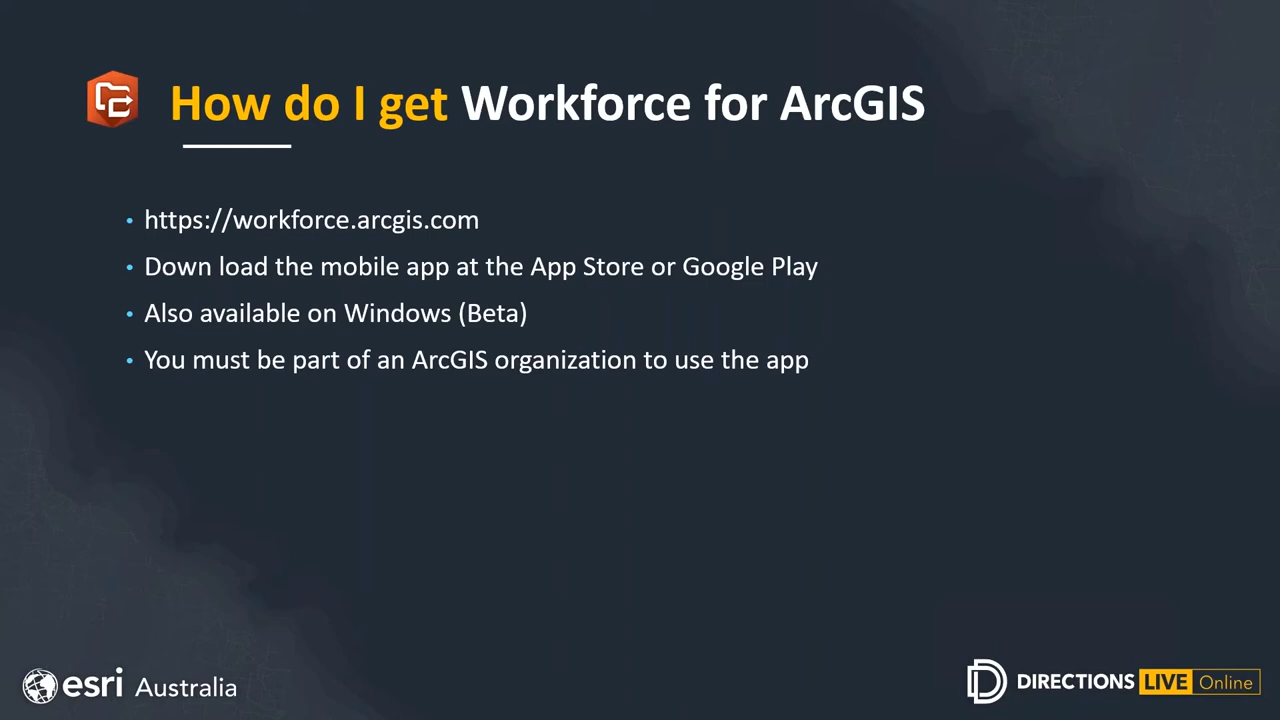 How do I get Workforce for ArcGIS
• https://workforce.arcgis.com
• Down load the mobile app at the App Store or Google Play
• Also available on Windows (Beta)
• You must be part of an ArcGIS organization to use the app
esri Australia
DIRECTIONS LIVE Online